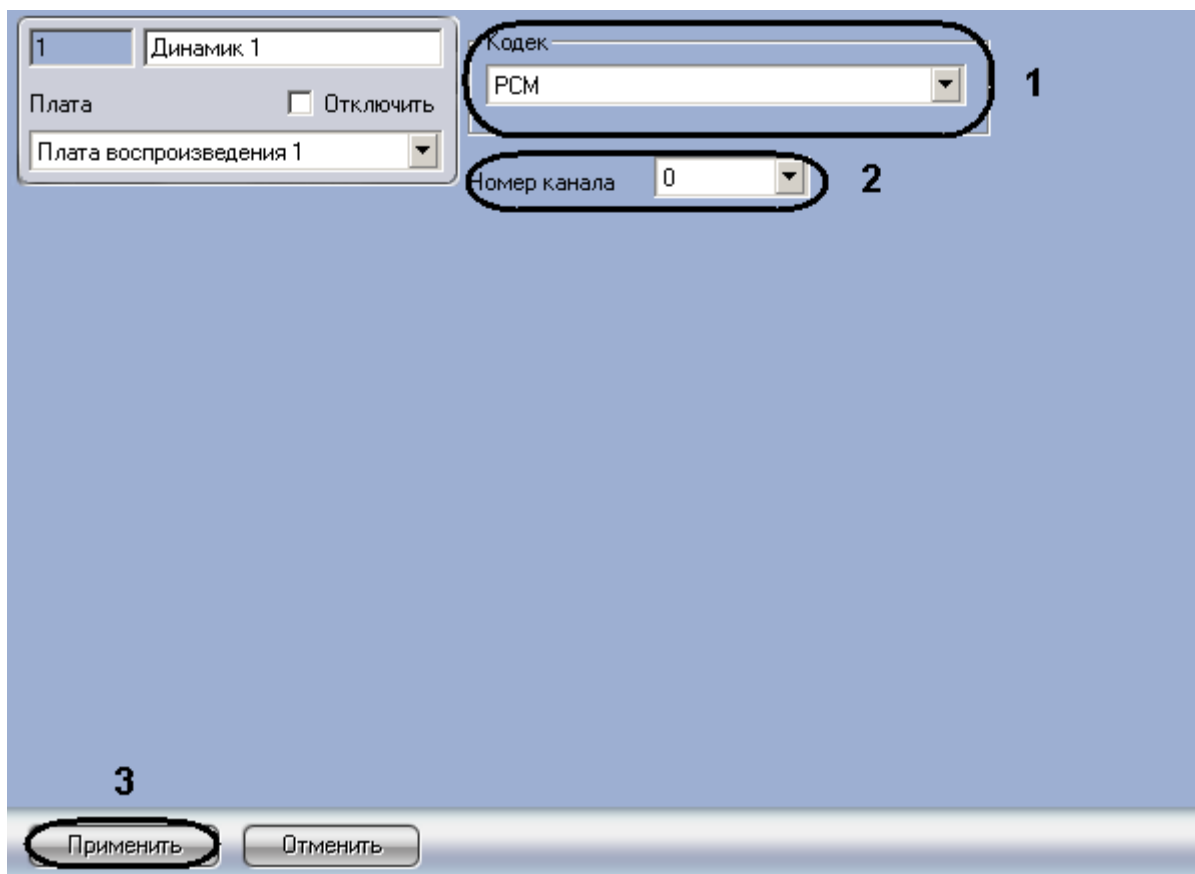 1 Динамик 1
Плата Отключить
Плата воспроизведения 1
Кодек
PCM
1
Номер канала 0
2
3
Применить Отменить